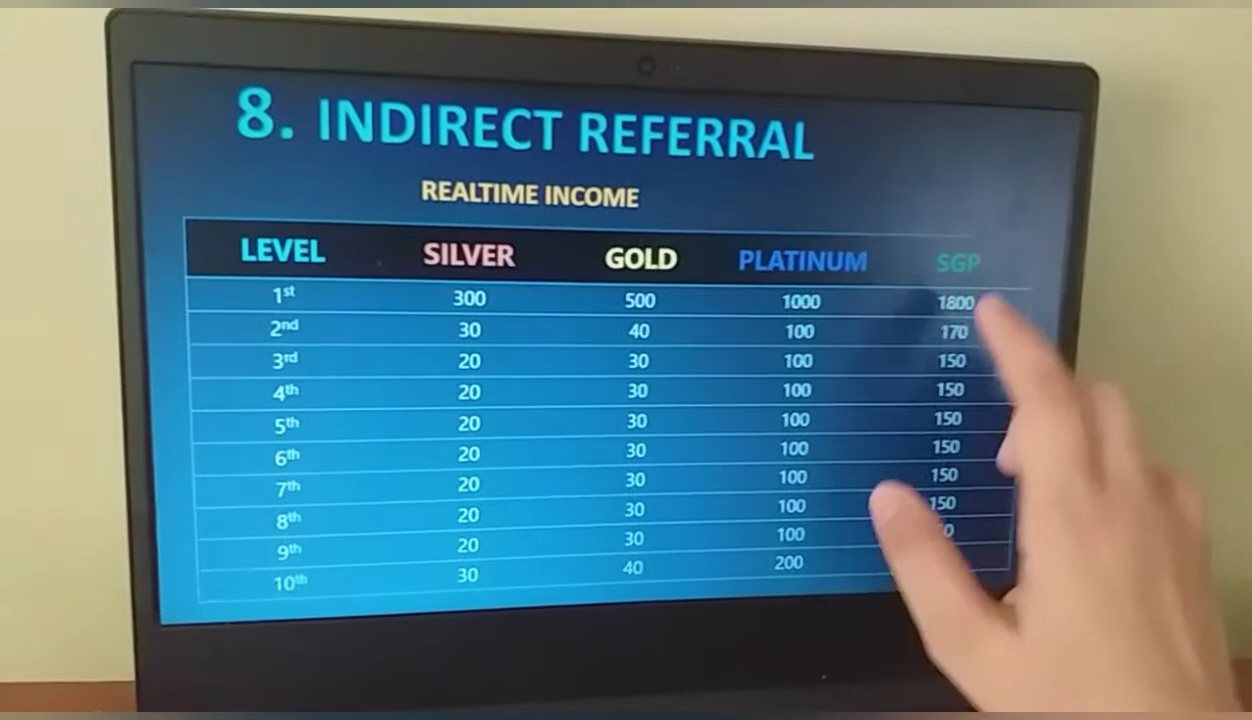 8. INDIRECT REFERRAL
REALTIME INCOME
LEVEL SILVER GOLD PLATINUM SGP
1st 300 500 1000 1800
2nd 30 40 100 170
3rd 20 30 100 150
4th 20 30 100 150
5th 20 30 100 150
6th 20 30 100 150
7th 20 30 100 150
8th 20 30 100 150
9th 20 30 100
10th 30 40 200